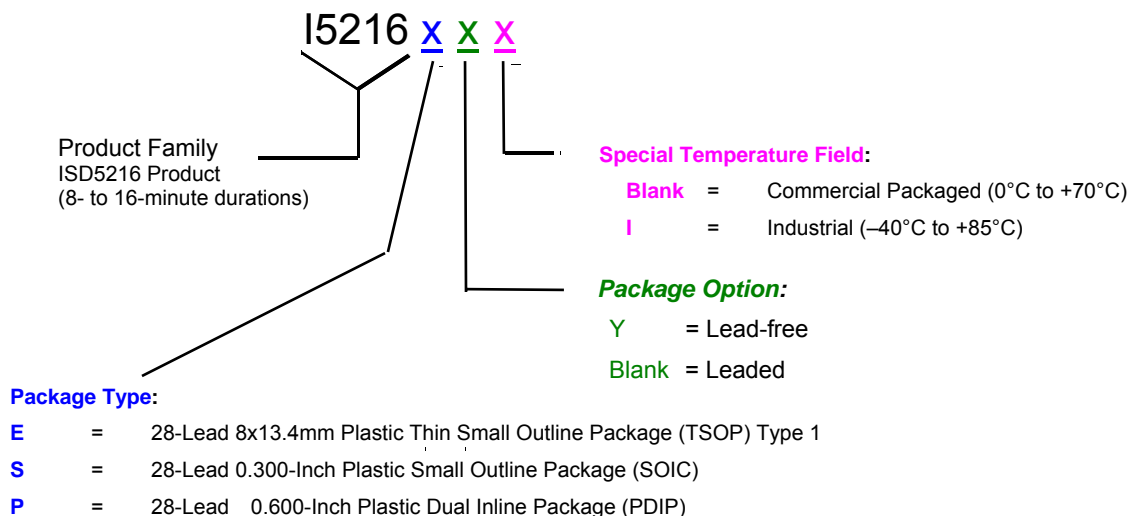 I5216 X X X
Product Family
ISD5216 Product
(8- to 16-minute durations)
Special Temperature Field:
Blank = Commercial Packaged (0°C to +70°C)
I = Industrial (–40°C to +85°C)
Package Option:
Y = Lead-free
Blank = Leaded
Package Type:
E = 28-Lead 8x13.4mm Plastic Thin Small Outline Package (TSOP) Type 1
S = 28-Lead 0.300-Inch Plastic Small Outline Package (SOIC)
P = 28-Lead 0.600-Inch Plastic Dual Inline Package (PDIP)